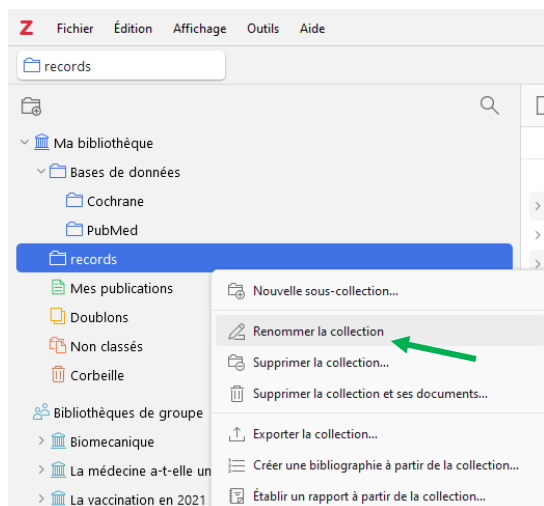 Z Fichier Édition Affichage Outils Aide
records
Ma bibliothèque
Bases de données
Cochrane
PubMed
records
Mes publications
Doublons
Non classés
Corbeille
Bibliothèques de groupe
Biomecanique
La médecine a-t-elle un
La vaccination en 2021
Nouvelle sous-collection...
Renommer la collection
Supprimer la collection...
Supprimer la collection et ses documents...
Exporter la collection...
Créer une bibliographie à partir de la collection...
Établir un rapport à partir de la collection...